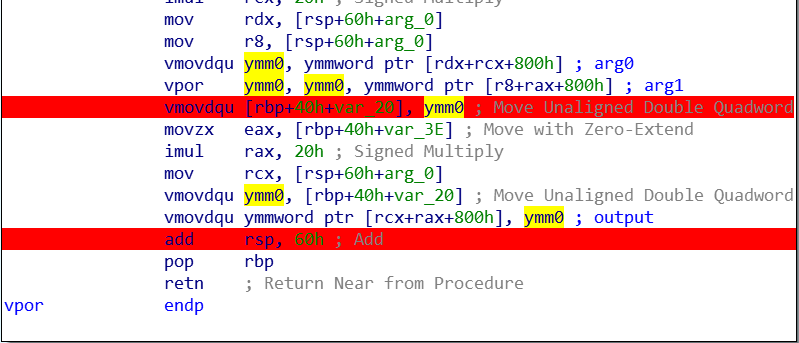 imul rcx, 20h ; Signed Multiply
mov rdx, [rsp+60h+arg_0]
mov r8, [rsp+60h+arg_0]
vmovdqu ymm0, ymmword ptr [rdx+rcx+800h] ; arg0
vpor ymm0, ymm0, ymmword ptr [r8+rax+800h] ; arg1
vmovdqu [rbp+40h+var_20], ymm0 ; Move Unaligned Double Quadword
movzx eax, [rbp+40h+var_3E] ; Move with Zero-Extend
imul rax, 20h ; Signed Multiply
mov rcx, [rsp+60h+arg_0]
vmovdqu ymm0, [rbp+40h+var_20] ; Move Unaligned Double Quadword
vmovdqu ymmword ptr [rcx+rax+800h], ymm0 ; output
add rsp, 60h ; Add
pop rbp
retn ; Return Near from Procedure
vpor endp